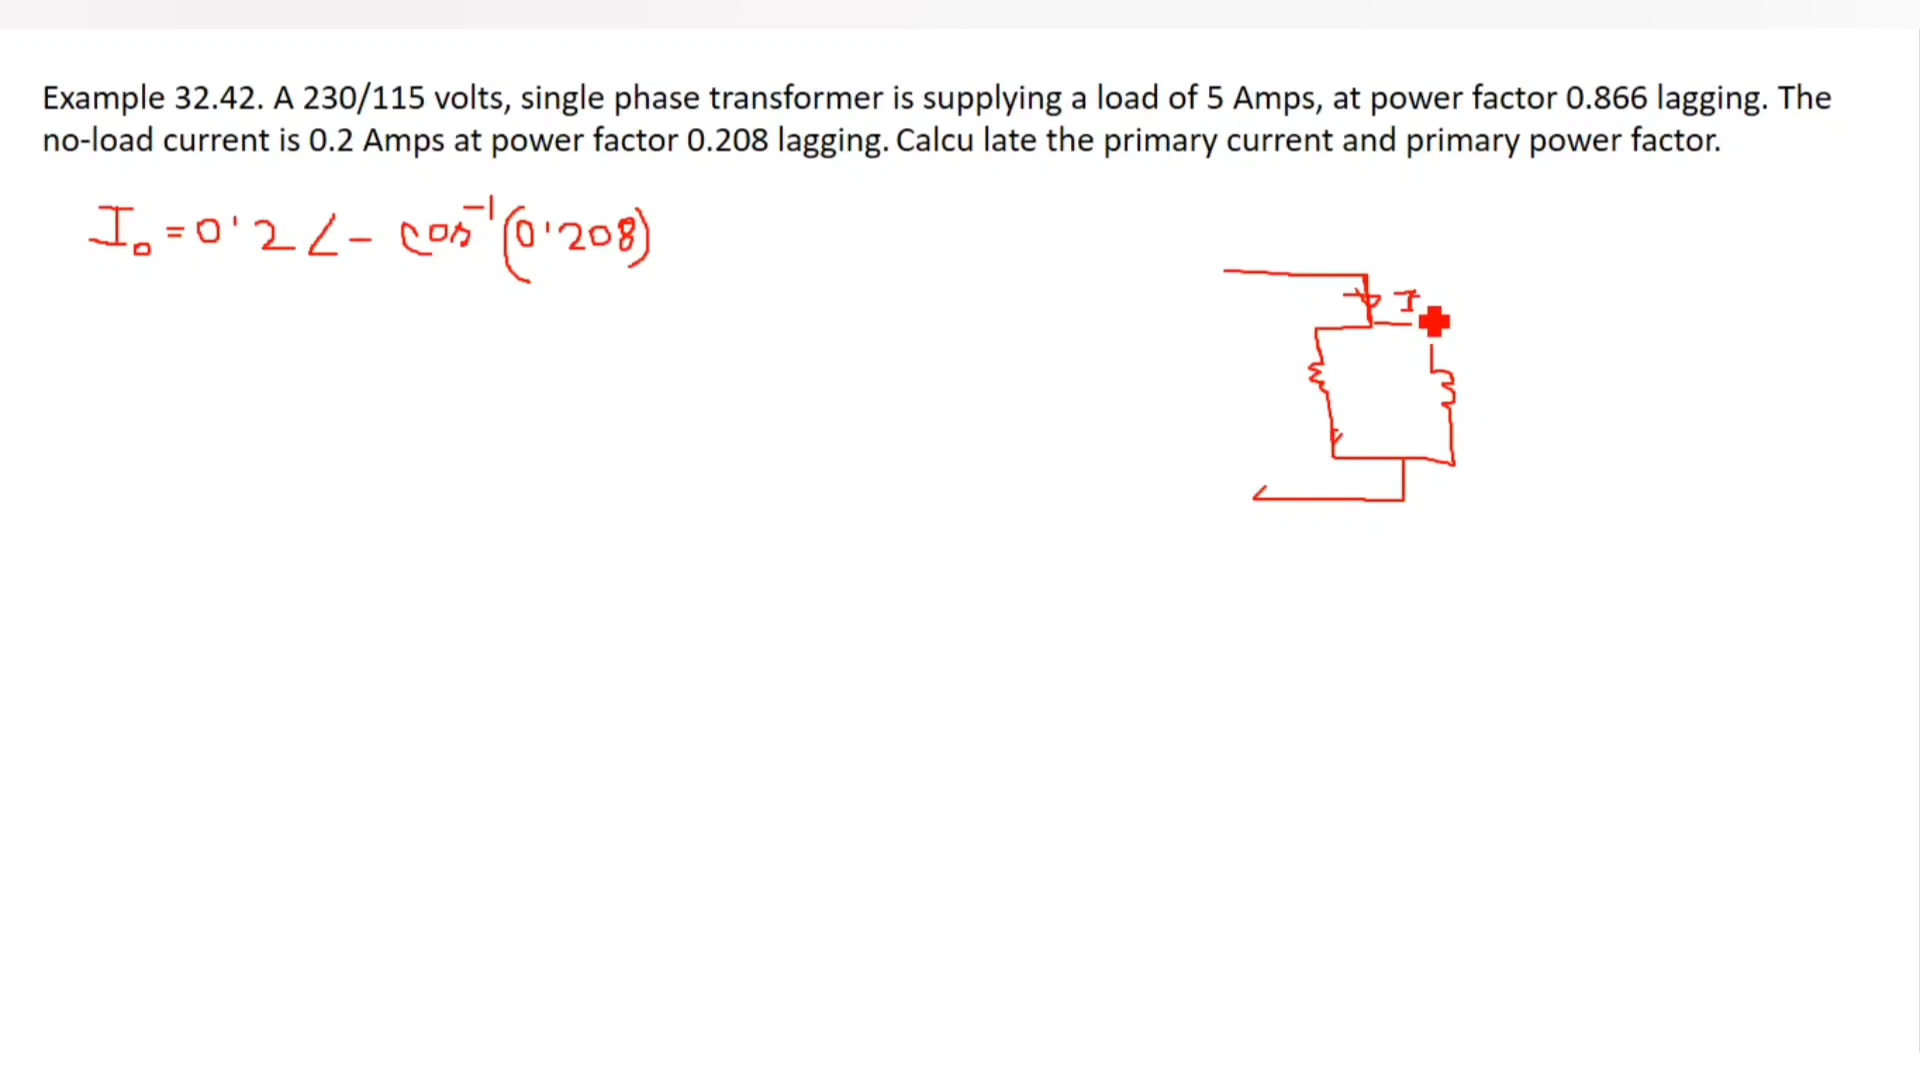 Example 32.42. A 230/115 volts, single phase transformer is supplying a load of 5 Amps, at power factor 0.866 lagging. The
no-load current is 0.2 Amps at power factor 0.208 lagging. Calcu late the primary current and primary power factor.
I₀ = 0.2 ∠ - cos⁻¹(0.208)
I